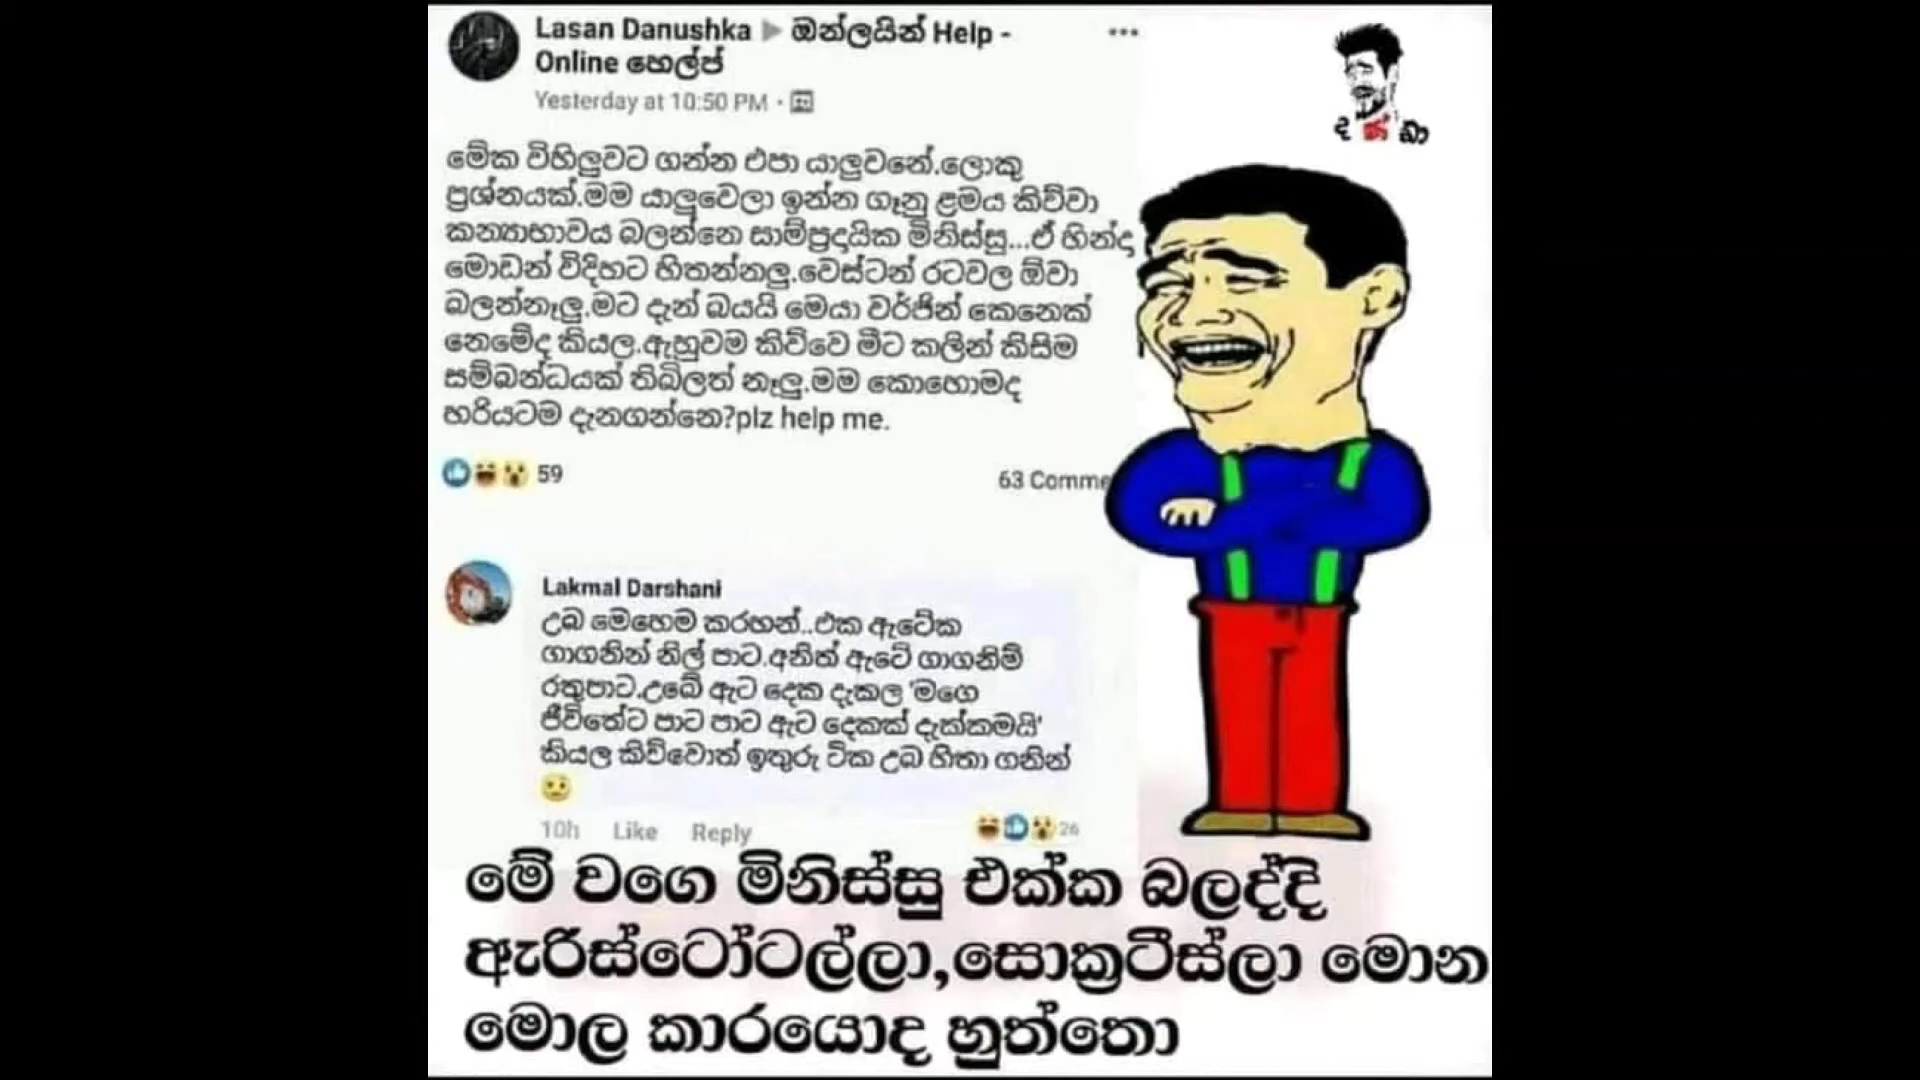 Lasan Danushka ▶ ඔන්ලයින් Help -
Online හෙල්ප්
Yesterday at 10:50 PM ·
ද ණ්ඩා
මේක විහිලුවට ගන්න එපා යාලුවනේ.ලොකු
ප්‍රශ්නයක්.මම යාලුවෙලා ඉන්න ගෑනු ළමය කිව්වා
කන්‍යාභාවය බලන්නෙ සාම්ප්‍රදායික මිනිස්සු...ඒ හින්දා
මොඩන් විදිහට හිතන්නලු.වෙස්ටන් රටවල ඕවා
බලන්නෑලු.මට දැන් බයයි මෙයා වර්ජින් කෙනෙක්
නෙමේද කියල.ඇහුවම කිව්වෙ මීට කලින් කිසිම
සම්බන්ධයක් තිබිලත් නෑලු.මම කොහොමද
හරියටම දැනගන්නෙ?plz help me.
59
63 Comme
Lakmal Darshani
උබ මෙහෙම කරහන්..එක ඇටේක
ගාගනින් නිල් පාට.අනිත් ඇටේ ගාගනිම්
රතුපාට.උබේ ඇට දෙක දැකල 'මගෙ
ජීවිතේට පාට පාට ඇට දෙකක් දැක්කමයි'
කියල කිව්වොත් ඉතුරු ටික උබ හිතා ගනින්
10h Like Reply
26
මේ වගෙ මිනිස්සු එක්ක බලද්දි
ඇරිස්ටෝටල්ලා,සොක්‍රටීස්ලා මොන
මොල කාරයොද හුත්තො